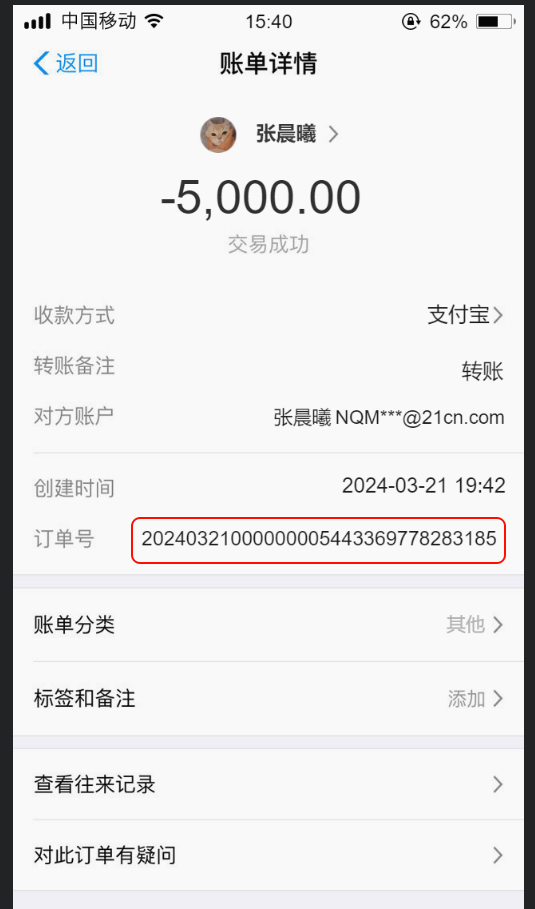 中国移动 15:40 62%
返回 账单详情
张晨曦
-5,000.00
交易成功
收款方式 支付宝
转账备注 转账
对方账户 张晨曦 NQM***@21cn.com
创建时间 2024-03-21 19:42
订单号 20240321000000005443369778283185
账单分类 其他
标签和备注 添加
查看往来记录
对此订单有疑问